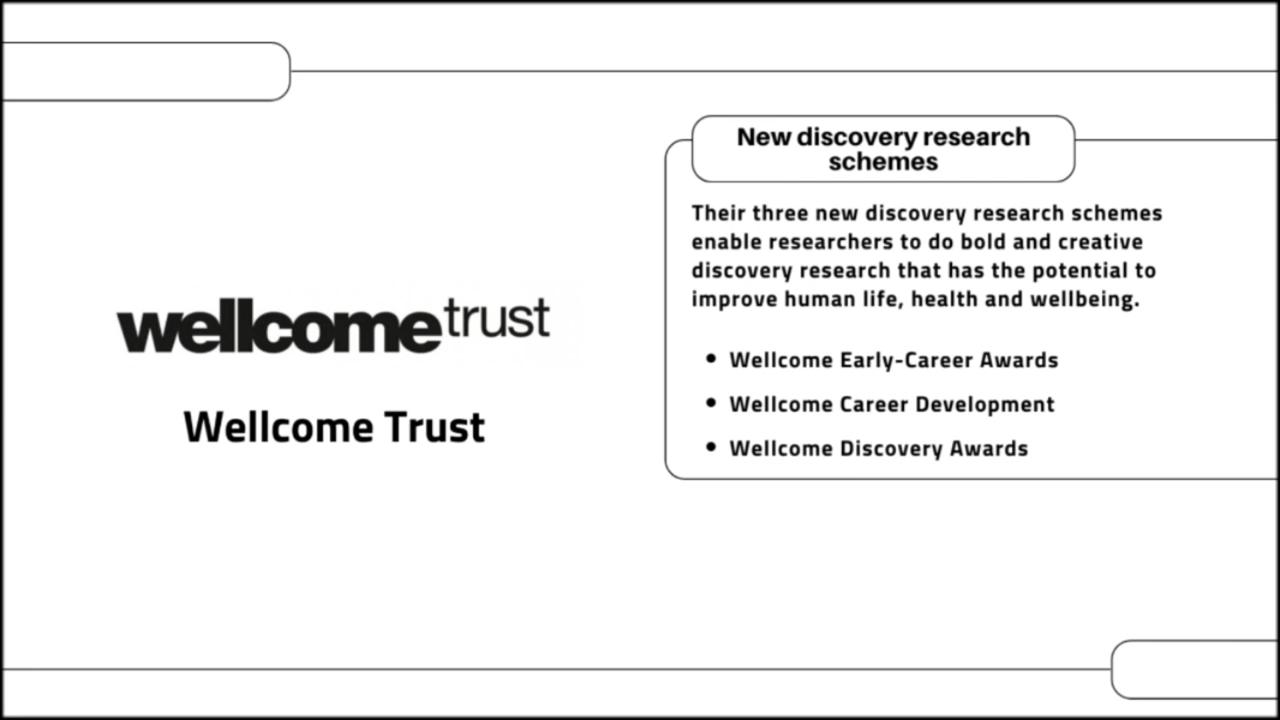 wellcometrust
Wellcome Trust
New discovery research
schemes
Their three new discovery research schemes
enable researchers to do bold and creative
discovery research that has the potential to
improve human life, health and wellbeing.
• Wellcome Early-Career Awards
• Wellcome Career Development
• Wellcome Discovery Awards